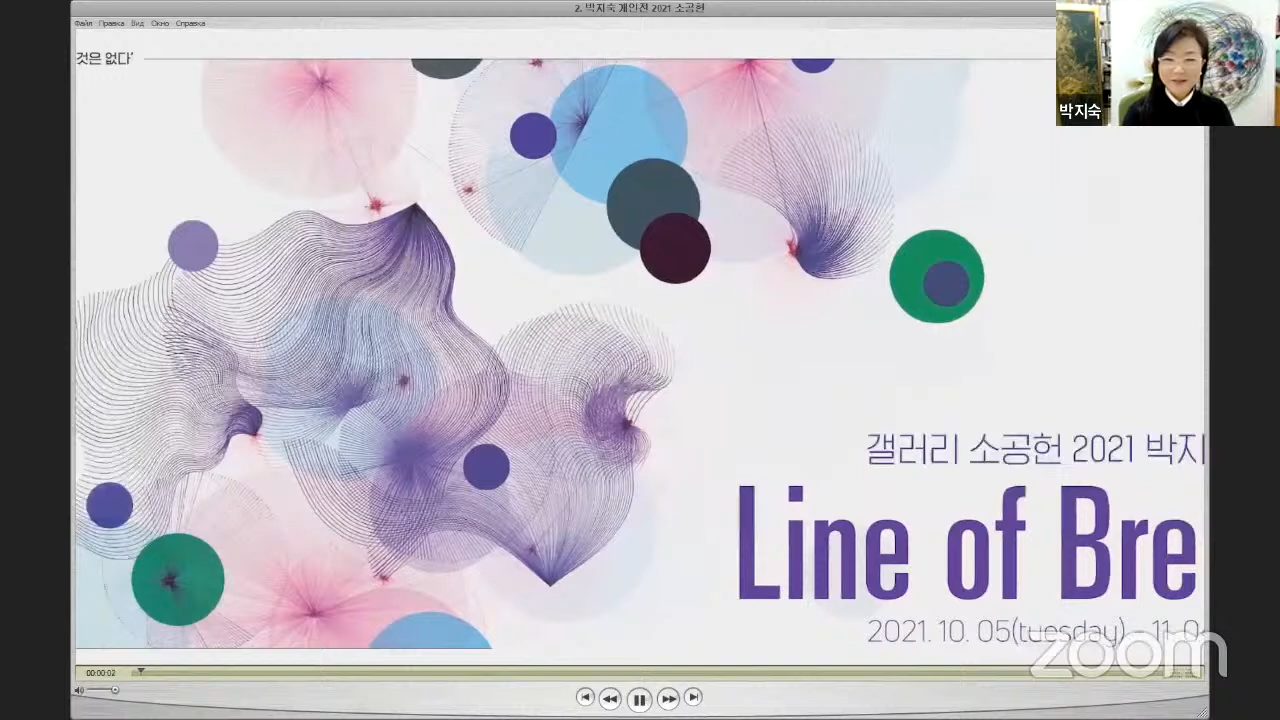 2. 박지숙 개인전 2021 소공헌
Файл Правка Вид Окно Справка
것은 없다'
박지숙
갤러리 소공헌 2021 박지
Line of Bre
2021. 10. 05(tuesday) - 11. 0
zoom
00:00:02